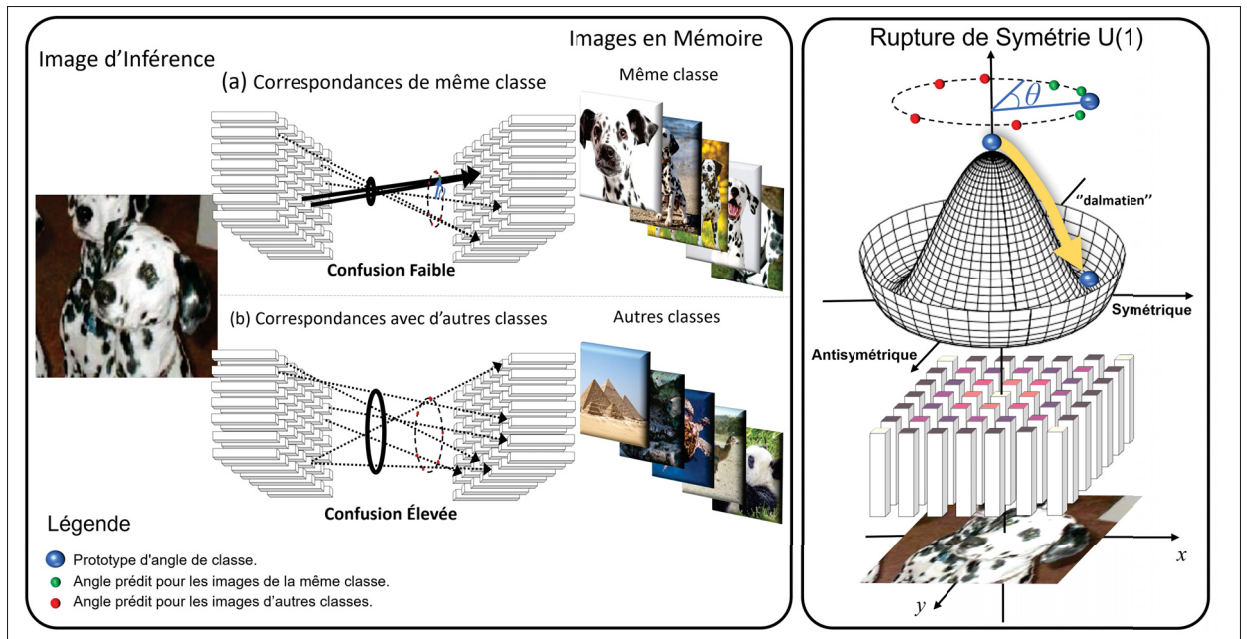 Image d’Inférence
Images en Mémoire
(a) Correspondances de même classe
Même classe
Confusion Faible
(b) Correspondances avec d’autres classes
Autres classes
Confusion Élevée
Légende
Prototype d'angle de classe.
Angle prédit pour les images de la même classe.
Angle prédit pour les images d’autres classes.
Rupture de Symétrie U(1)
θ
“dalmatien”
Symétrique
Antisymétrique
x
y